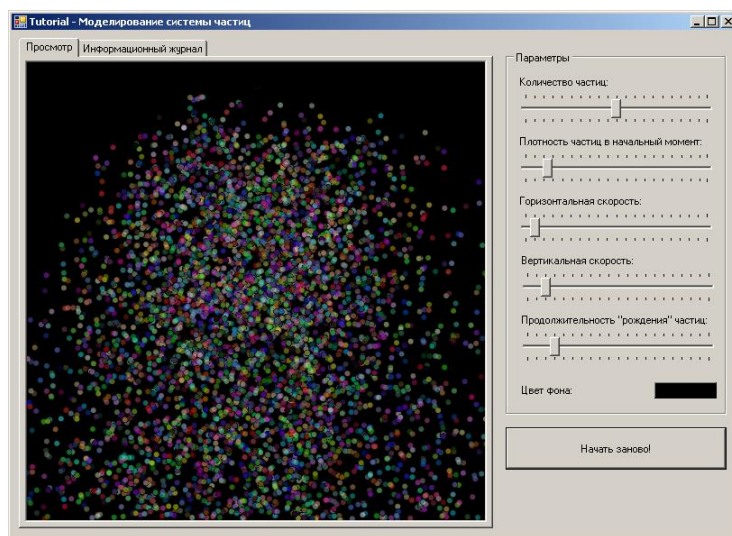 Tutorial - Моделирование системы частиц
Просмотр
Информационный журнал
Параметры
Количество частиц:
Плотность частиц в начальный момент:
Горизонтальная скорость:
Вертикальная скорость:
Продолжительность "рождения" частиц:
Цвет фона:
Начать заново!